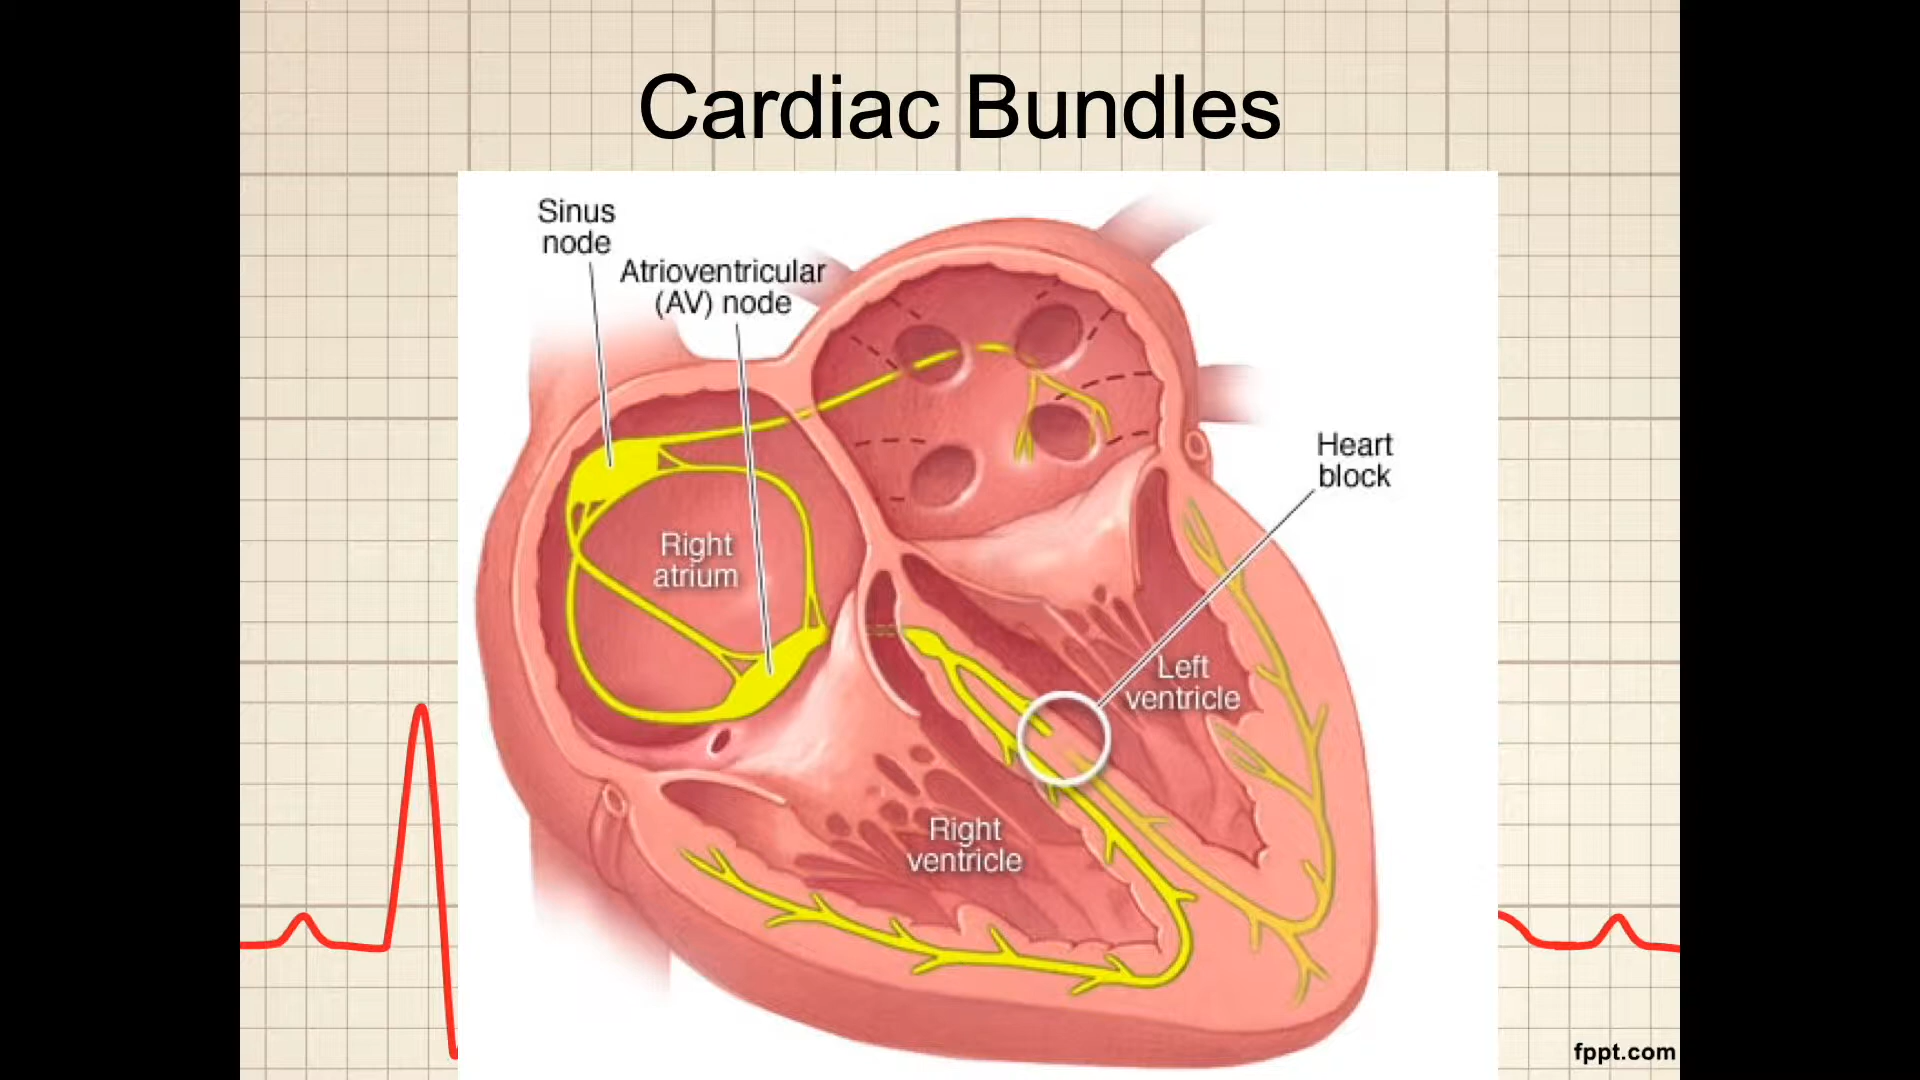 Cardiac Bundles
Sinus
node
Atrioventricular
(AV) node
Heart
block
Right
atrium
Left
ventricle
Right
ventricle
fppt.com